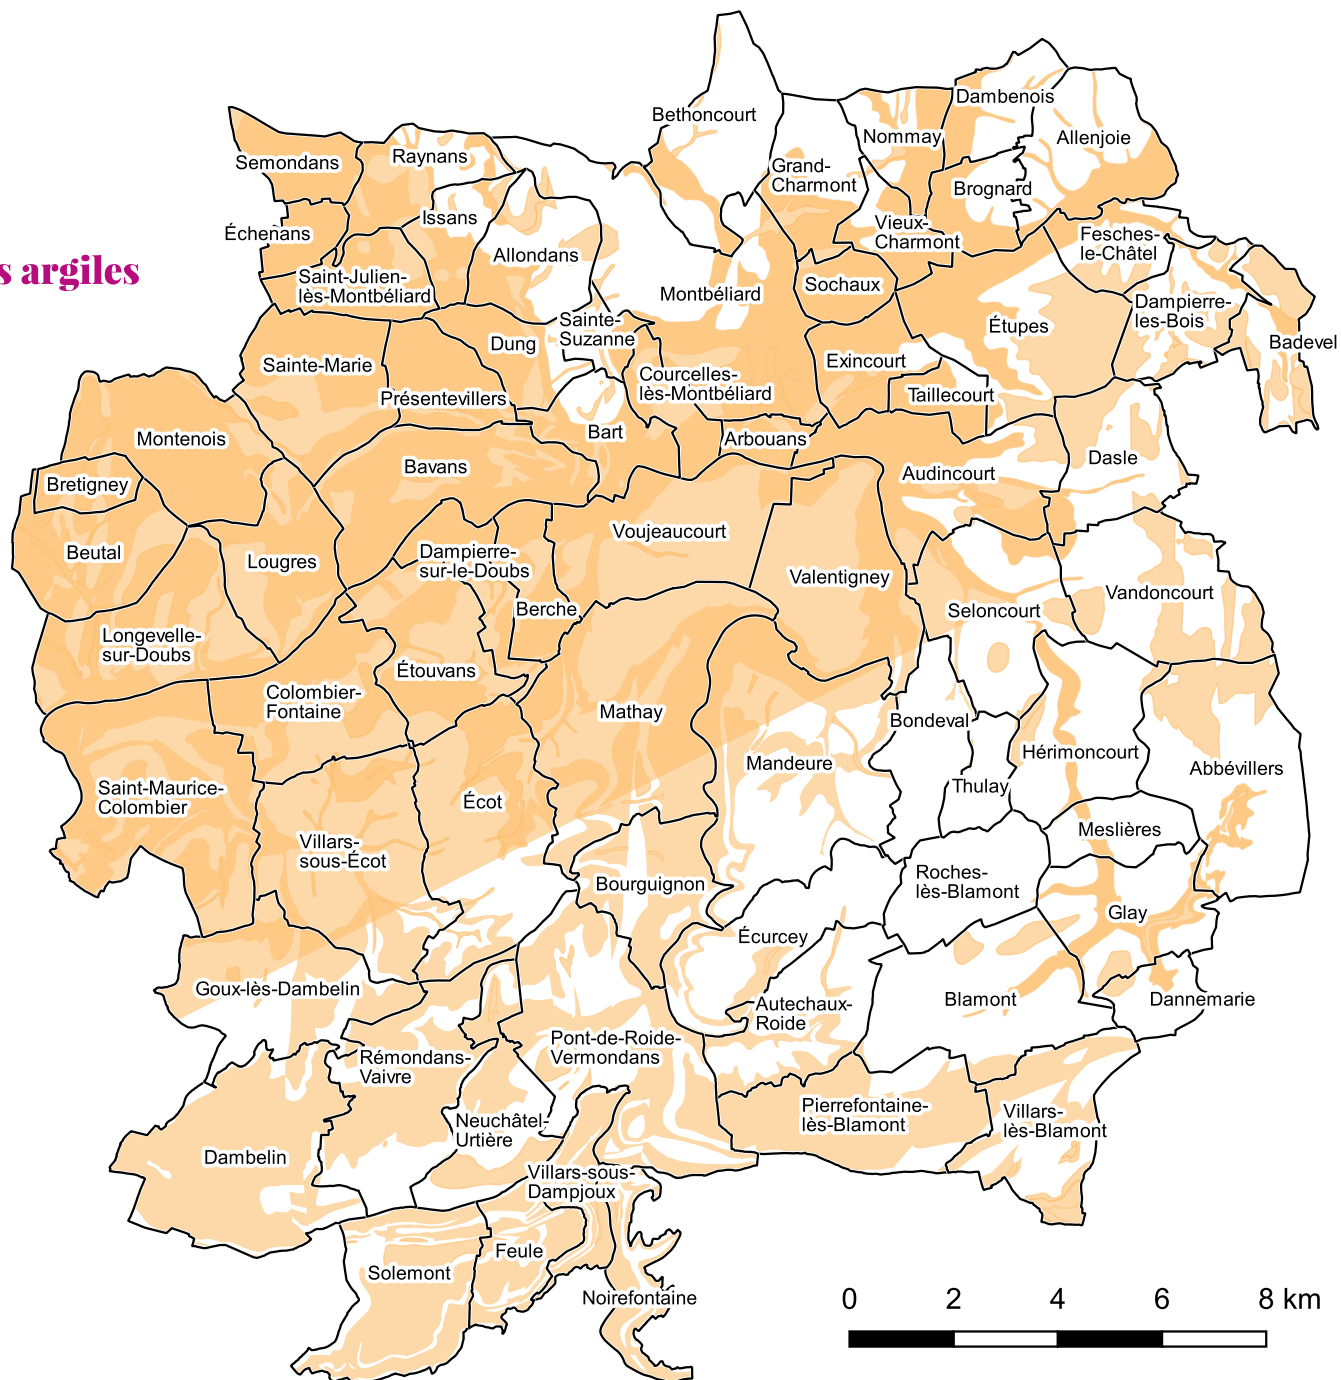 s argiles
Bethoncourt
Dambenois
Nommay
Allenjoie
Semondans
Raynans
Grand-
Charmont
Brognard
Issans
Échenans
Vieux-
Charmont
Fesches-
le-Châtel
Allondans
Saint-Julien-
lès-Montbéliard
Montbéliard
Sochaux
Dampierre-
les-Bois
Sainte-
Suzanne
Étupes
Dung
Badevel
Sainte-Marie
Exincourt
Courcelles-
lès-Montbéliard
Présentevillers
Taillecourt
Montenois
Bart
Arbouans
Dasle
Bavans
Audincourt
Bretigney
Voujeaucourt
Beutal
Lougres
Dampierre-
sur-le-Doubs
Valentigney
Vandoncourt
Berche
Seloncourt
Longevelle-
sur-Doubs
Étouvans
Colombier-
Fontaine
Mathay
Bondeval
Hérimoncourt
Mandeure
Abbévillers
Saint-Maurice-
Colombier
Thulay
Écot
Meslières
Villars-
sous-Écot
Bourguignon
Roches-
lès-Blamont
Glay
Écurcey
Goux-lès-Dambelin
Autechaux-
Roide
Blamont
Dannemarie
Pont-de-Roide-
Vermondans
Rémondans-
Vaivre
Pierrefontaine-
lès-Blamont
Villars-
lès-Blamont
Neuchâtel-
Urtière
Dambelin
Villars-sous-
Dampjoux
Feule
Solemont
Noirefontaine
0 2 4 6 8 km